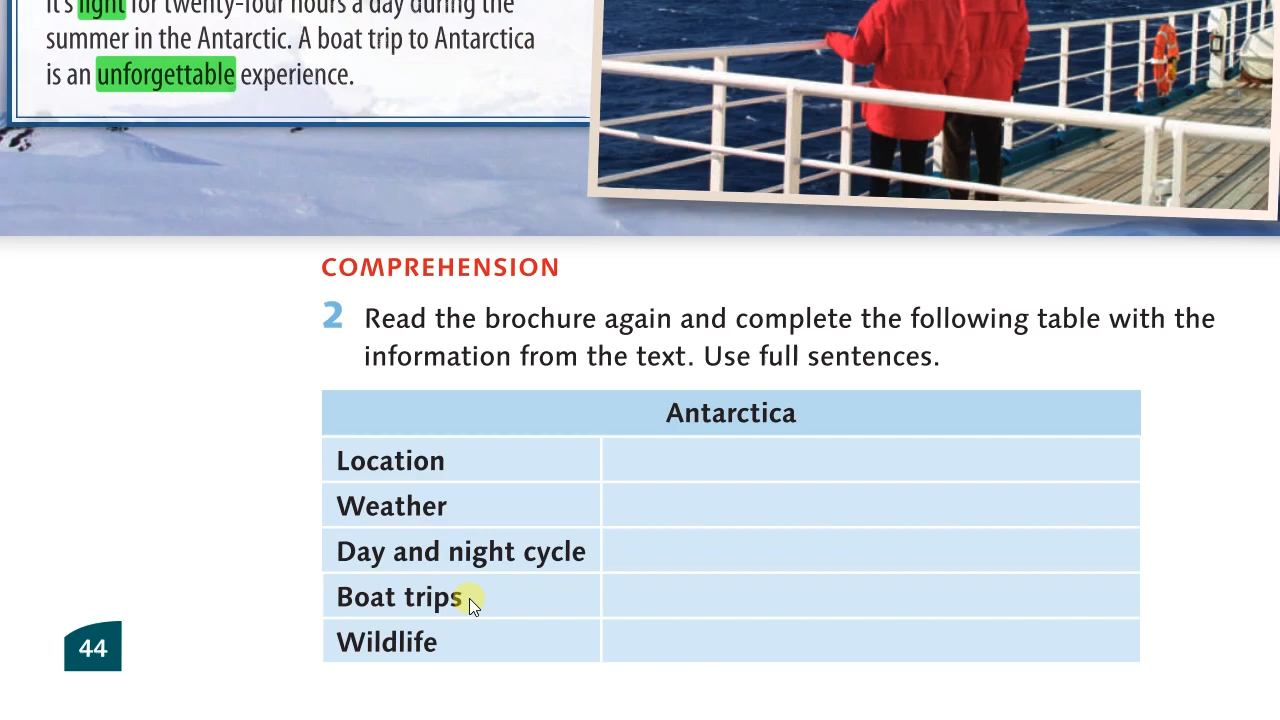 it's light for twenty-four hours a day during the
summer in the Antarctic. A boat trip to Antarctica
is an unforgettable experience.
COMPREHENSION
2 Read the brochure again and complete the following table with the
information from the text. Use full sentences.
Antarctica
Location
Weather
Day and night cycle
Boat trips
Wildlife
44